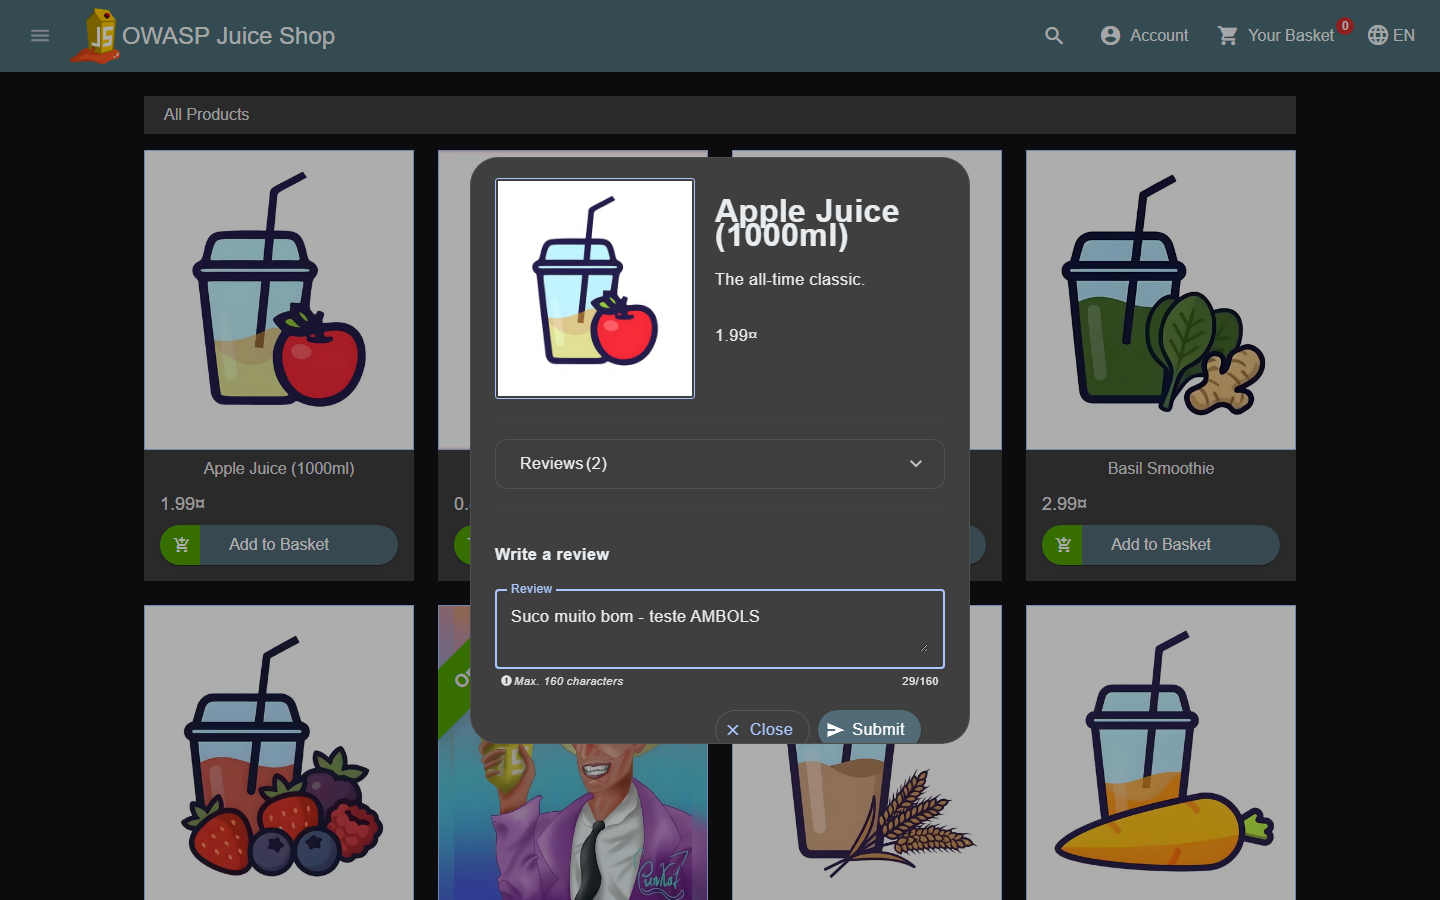 OWASP Juice Shop
Account
Your Basket
0
EN
All Products
Apple Juice
(1000ml)
The all-time classic.
1.99¤
Reviews (2)
Write a review
Review
Suco muito bom - teste AMBOLS
Max. 160 characters
29/160
Close
Submit
Apple Juice (1000ml)
1.99¤
Add to Basket
Basil Smoothie
2.99¤
Add to Basket